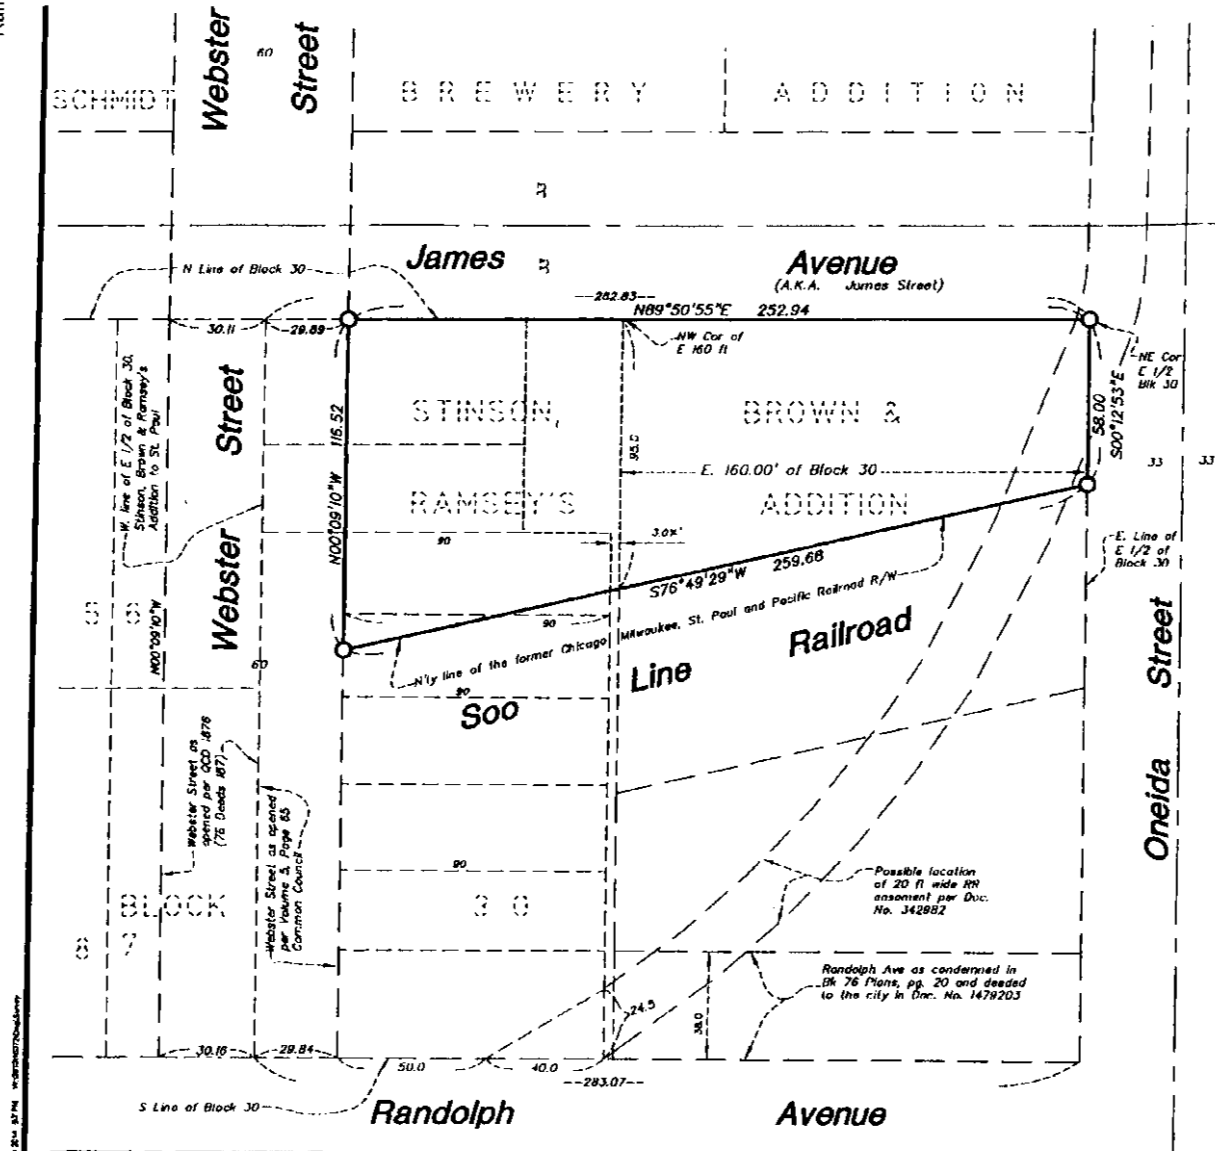 Webster
Street
60
SCHMIDT
BREWERY
ADDITION
8
James
Avenue
(A.K.A. James Street)
8
N Line of Block 30
282.83
N89°50'55"E 252.94
30.11
29.89
NW Cor of
E 160 ft
NE Cor
E 1/2
Blk 30
W. line of E 1/2 of Block 30,
Stinson, Brown & Ramsey's
Addition to St. Paul
Webster Street
N00°09'10"W 116.52
STINSON,
BROWN &
95.0
58.00
S00°12'53"E
33
33
E. 160.00' of Block 30
RAMSEY'S
ADDITION
90
3.0±'
E. Line of
E 1/2 of
Block 30
S76°49'29"W 259.68
5 6
N00°09'10"W
90
N'ly line of the former Chicago Milwaukee, St. Paul and Pacific Railroad R/W
60
90
Soo Line Railroad
Oneida Street
Webster Street as
opened per QCD 1876
(76 Deeds 187)
Webster Street as opened
per Volume 5, Page 65
Common Council
90
BLOCK
30
8 7
Possible location
of 20 ft wide RR
easment per Doc.
No. 342982
Randolph Ave as condemned in
Bk 76 Plans, pg. 20 and deeded
to the city in Doc. No. 1479203
24.5
38.0
30.16
29.84
50.0
40.0
283.07
S Line of Block 30
Randolph
Avenue